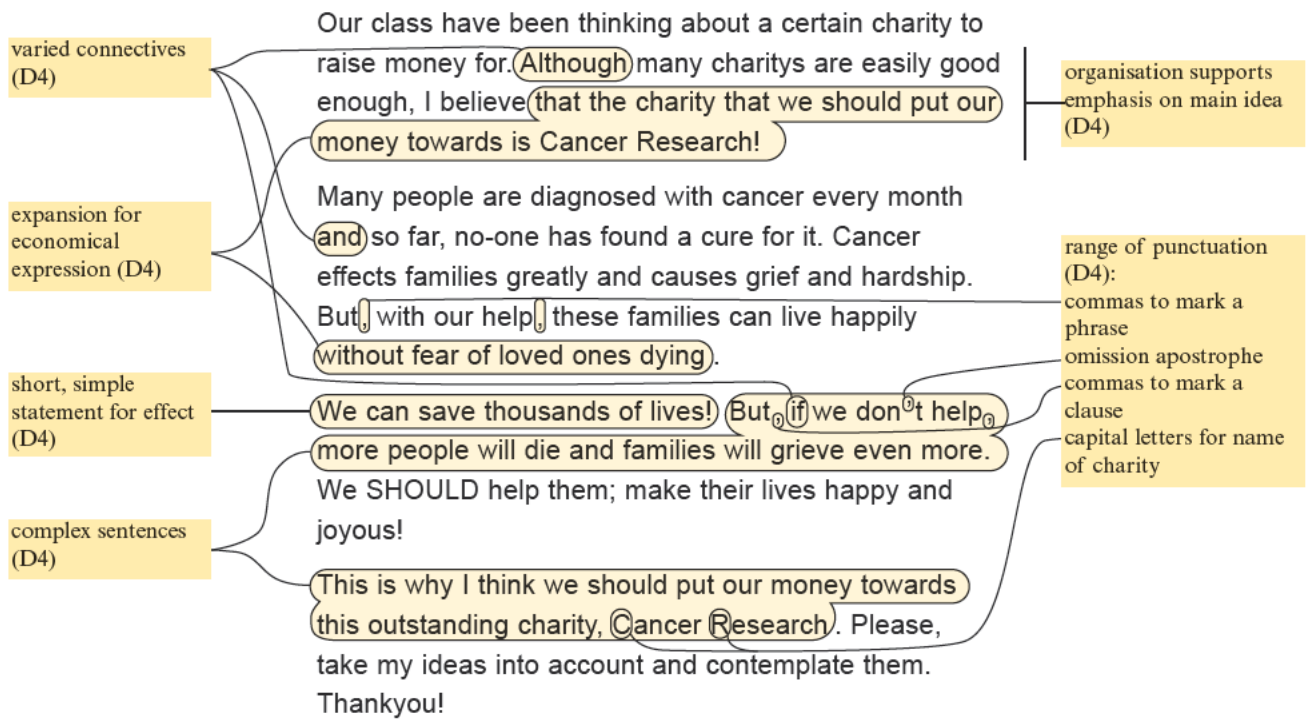 varied connectives
(D4)
expansion for
economical
expression (D4)
short, simple
statement for effect
(D4)
complex sentences
(D4)
Our class have been thinking about a certain charity to
raise money for. Although many charitys are easily good
enough, I believe that the charity that we should put our
money towards is Cancer Research!
Many people are diagnosed with cancer every month
and so far, no-one has found a cure for it. Cancer
effects families greatly and causes grief and hardship.
But, with our help, these families can live happily
without fear of loved ones dying.
We can save thousands of lives! But, if we don't help,
more people will die and families will grieve even more.
We SHOULD help them; make their lives happy and
joyous!
This is why I think we should put our money towards
this outstanding charity, Cancer Research. Please,
take my ideas into account and contemplate them.
Thankyou!
organisation supports
emphasis on main idea
(D4)
range of punctuation
(D4):
commas to mark a
phrase
omission apostrophe
commas to mark a
clause
capital letters for name
of charity